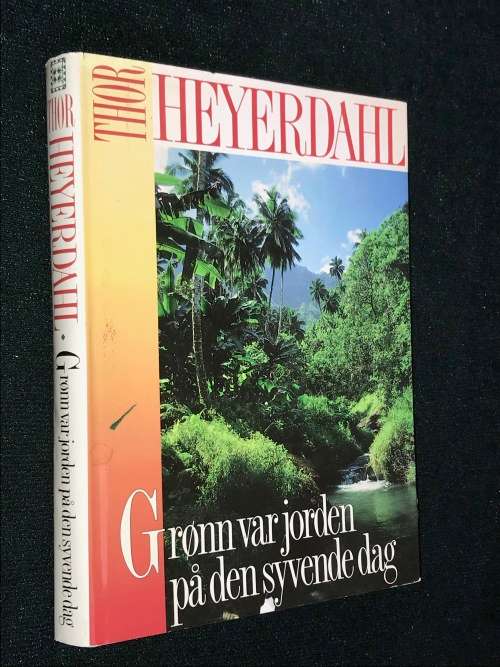 THOR
HEYERDAHL
Grønn var jorden
på den syvende dag
THOR HEYERDAHL • Grønn var jorden på den syvende dag